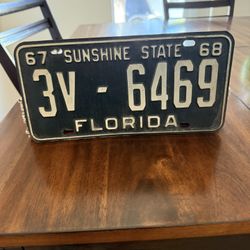 67 SUNSHINE STATE 68
3V - 6469
FLORIDA